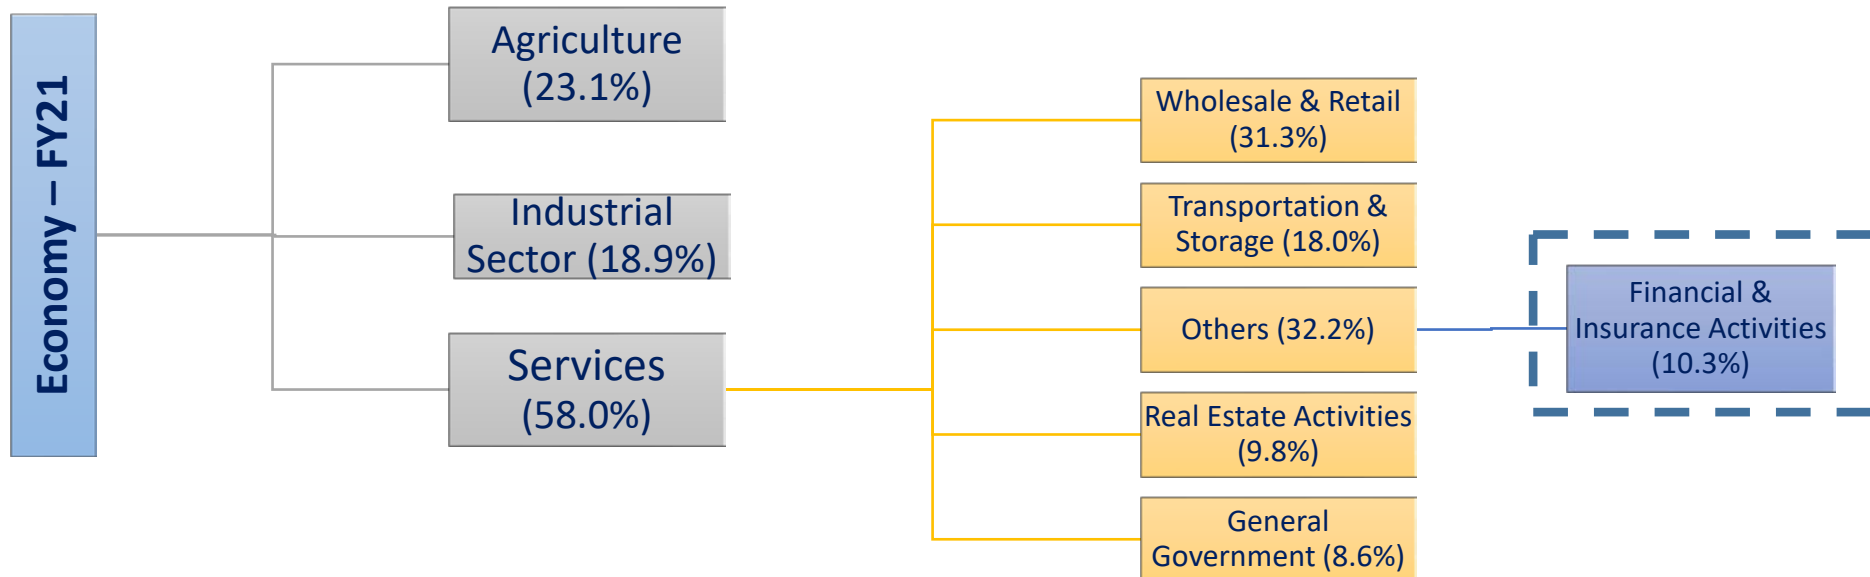 Economy – FY21
Agriculture
(23.1%)
Industrial
Sector (18.9%)
Services
(58.0%)
Wholesale & Retail
(31.3%)
Transportation &
Storage (18.0%)
Others (32.2%)
Real Estate Activities
(9.8%)
General
Government (8.6%)
Financial &
Insurance Activities
(10.3%)